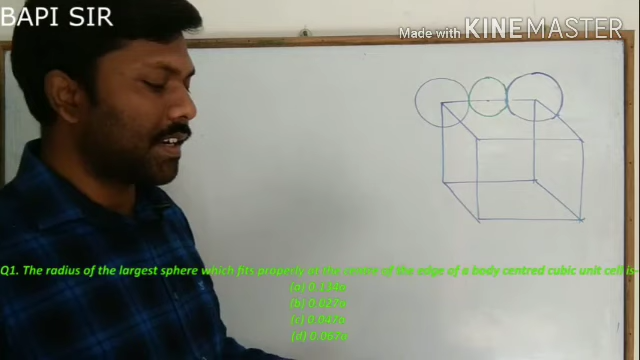 BAPI SIR
Made with KINEMASTER
Q1. The radius of the largest sphere which fits properly at the centre of the edge of a body centred cubic unit cell is
(a) 0.134a
(b) 0.027a
(c) 0.047a
(d) 0.067a